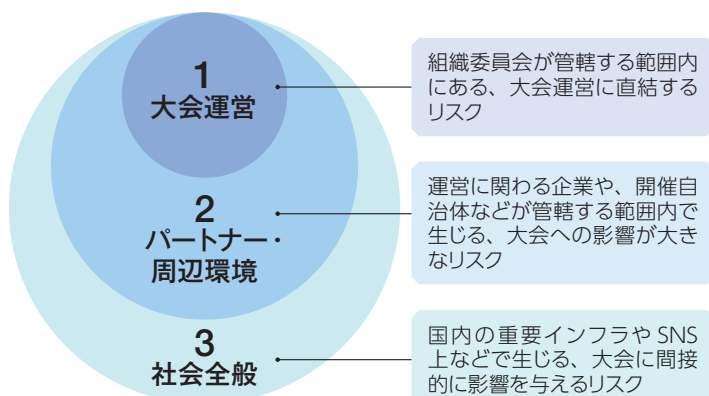 1
大会運営
組織委員会が管轄する範囲内
にある、大会運営に直結する
リスク
2
パートナー・
周辺環境
運営に関わる企業や、開催自
治体などが管轄する範囲内で
生じる、大会への影響が大き
なリスク
3
社会全般
国内の重要インフラや SNS
上などで生じる、大会に間接
的に影響を与えるリスク